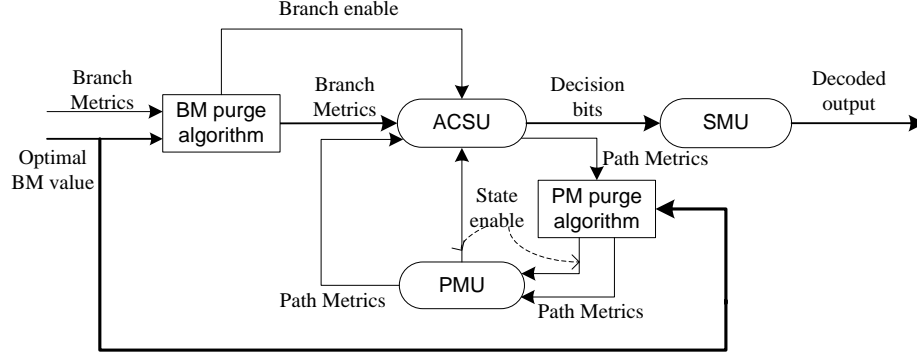 Branch enable
Branch
Metrics
BM purge
algorithm
Branch
Metrics
ACSU
Decision
bits
SMU
Decoded
output
Optimal
BM value
Path Metrics
State
enable
PM purge
algorithm
PMU
Path Metrics
Path Metrics